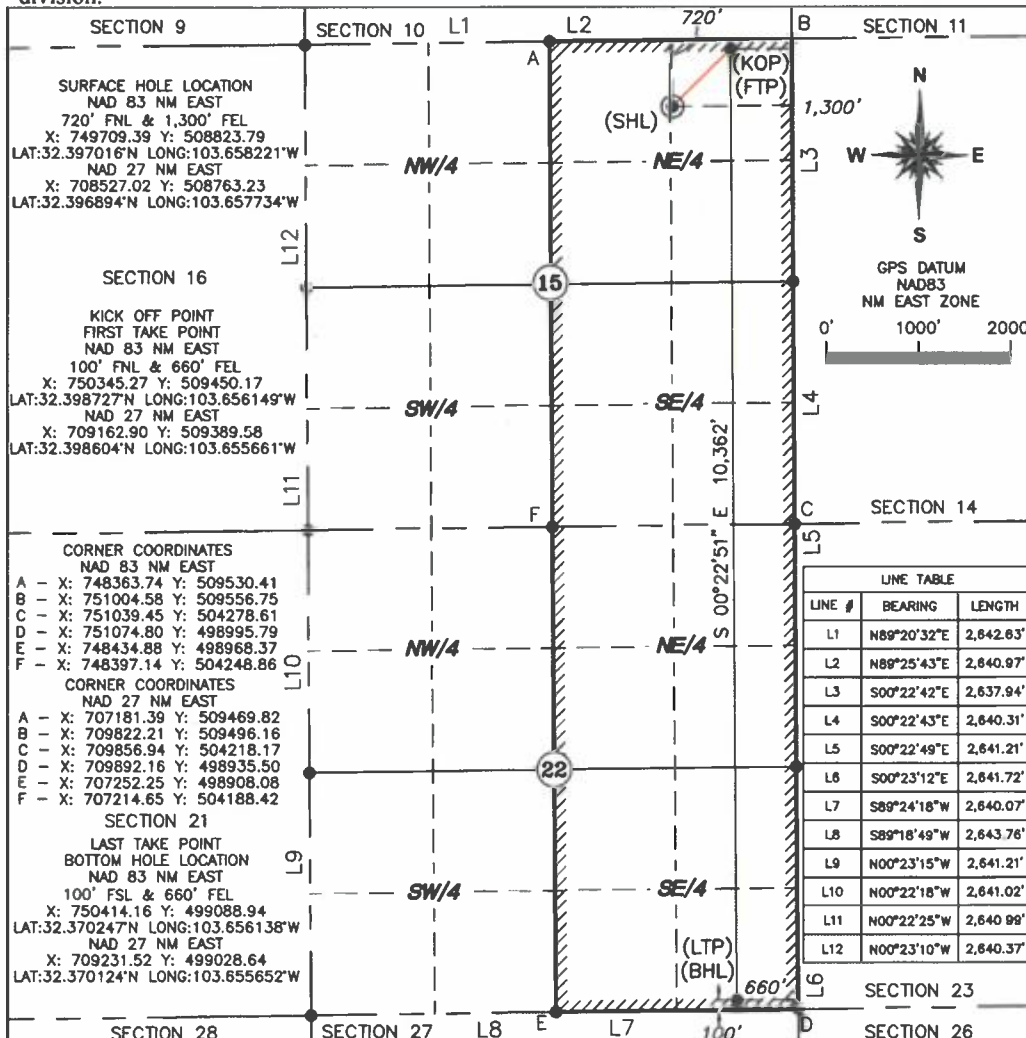 division.
SECTION 9
SECTION 10
L1
L2
720'
B
SECTION 11
A
(KOP)
(FTP)
(SHL)
1,300'
SURFACE HOLE LOCATION
NAD 83 NM EAST
720' FNL & 1,300' FEL
X: 749709.39 Y: 508823.79
LAT:32.397016°N LONG:103.658221°W
NAD 27 NM EAST
X: 708527.02 Y: 508763.23
LAT:32.396894°N LONG:103.657734°W
NW/4
NE/4
L3
N
W
E
S
L12
SECTION 16
15
GPS DATUM
NAD83
NM EAST ZONE
0' 1000' 2000
KICK OFF POINT
FIRST TAKE POINT
NAD 83 NM EAST
100' FNL & 660' FEL
X: 750345.27 Y: 509450.17
LAT:32.398727°N LONG:103.656149°W
NAD 27 NM EAST
X: 709162.90 Y: 509389.58
LAT:32.398604°N LONG:103.655661°W
SW/4
SE/4
L4
L11
S 00°22'51" E 10,362'
F
C
SECTION 14
L5
CORNER COORDINATES
NAD 83 NM EAST
A - X: 748363.74 Y: 509530.41
B - X: 751004.58 Y: 509556.75
C - X: 751039.45 Y: 504278.61
D - X: 751074.80 Y: 498995.79
E - X: 748434.88 Y: 498968.37
F - X: 748397.14 Y: 504248.86
CORNER COORDINATES
NAD 27 NM EAST
A - X: 707181.39 Y: 509469.82
B - X: 709822.21 Y: 509496.16
C - X: 709856.94 Y: 504218.17
D - X: 709892.16 Y: 498935.50
E - X: 707252.25 Y: 498908.08
F - X: 707214.65 Y: 504188.42
NW/4
NE/4
L10
22
SECTION 21
LAST TAKE POINT
BOTTOM HOLE LOCATION
NAD 83 NM EAST
100' FSL & 660' FEL
X: 750414.16 Y: 499088.94
LAT:32.370247°N LONG:103.656138°W
NAD 27 NM EAST
X: 709231.52 Y: 499028.64
LAT:32.370124°N LONG:103.655652°W
L9
SW/4
SE/4
LINE TABLE
LINE # BEARING LENGTH
L1 N89°20'32"E 2,642.63'
L2 N89°25'43"E 2,640.97'
L3 S00°22'42"E 2,637.94'
L4 S00°22'43"E 2,640.31'
L5 S00°22'49"E 2,641.21'
L6 S00°23'12"E 2,641.72'
L7 S89°24'18"W 2,640.07'
L8 S89°18'49"W 2,643.76'
L9 N00°23'15"W 2,641.21'
L10 N00°22'18"W 2,641.02'
L11 N00°22'25"W 2,640.99'
L12 N00°23'10"W 2,640.37'
(LTP)
(BHL)
660'
L6
SECTION 23
SECTION 28
SECTION 27
L8
E
L7
100'
D
SECTION 26